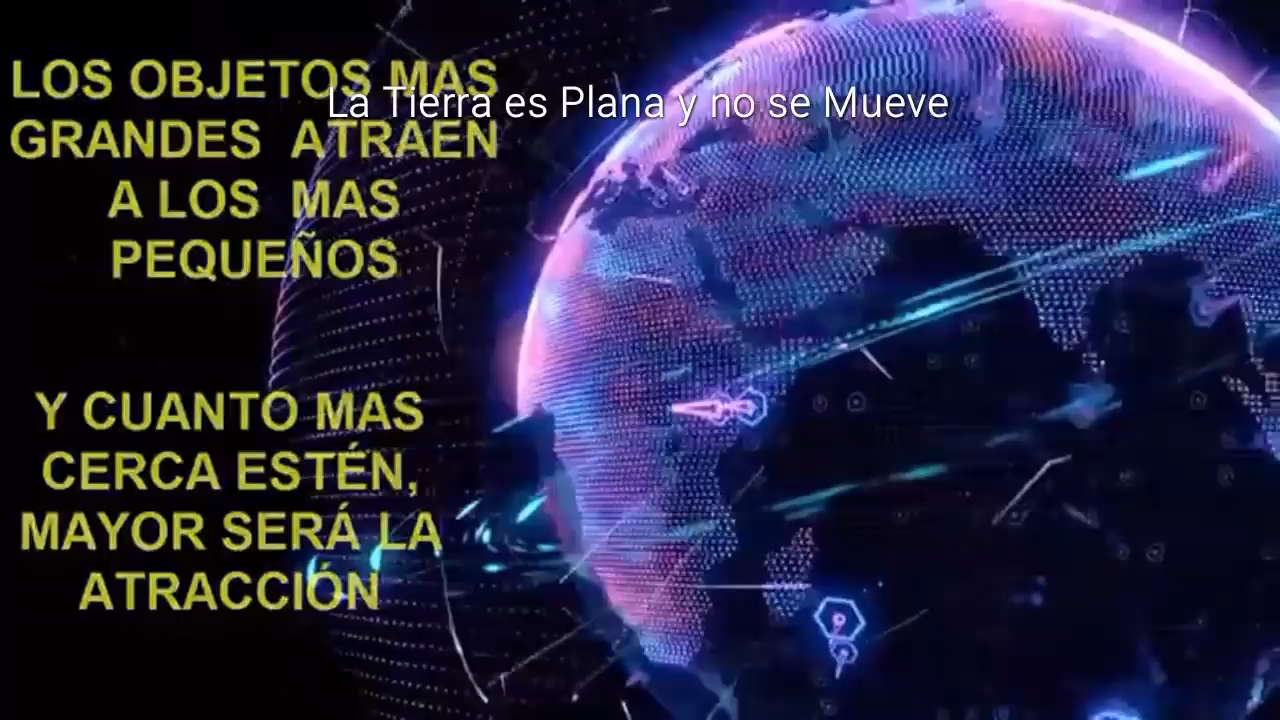 La Tierra es Plana y no se Mueve
LOS OBJETOS MAS
GRANDES ATRAEN
A LOS MAS
PEQUEÑOS
Y CUANTO MAS
CERCA ESTÉN,
MAYOR SERÁ LA
ATRACCIÓN